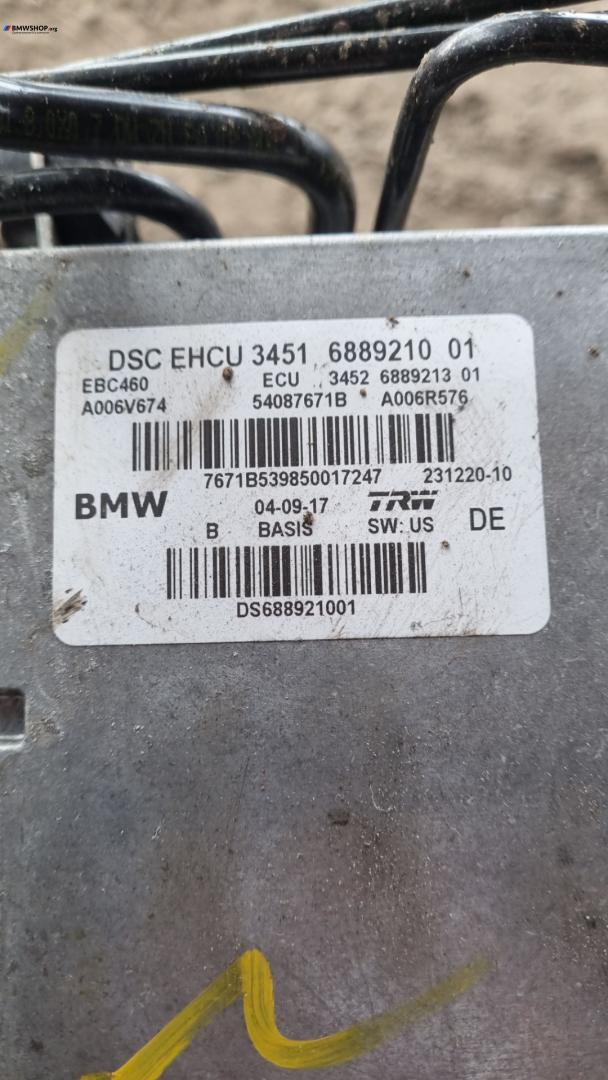 BMWSHOP.org
DSC EHCU 3451 6889210 01
EBC460 ECU 3452 6889213 01
A006V674 54087671B A006R576
7671B539850017247 231220-10
BMW 04-09-17 TRW
B BASIS SW: US DE
DS688921001